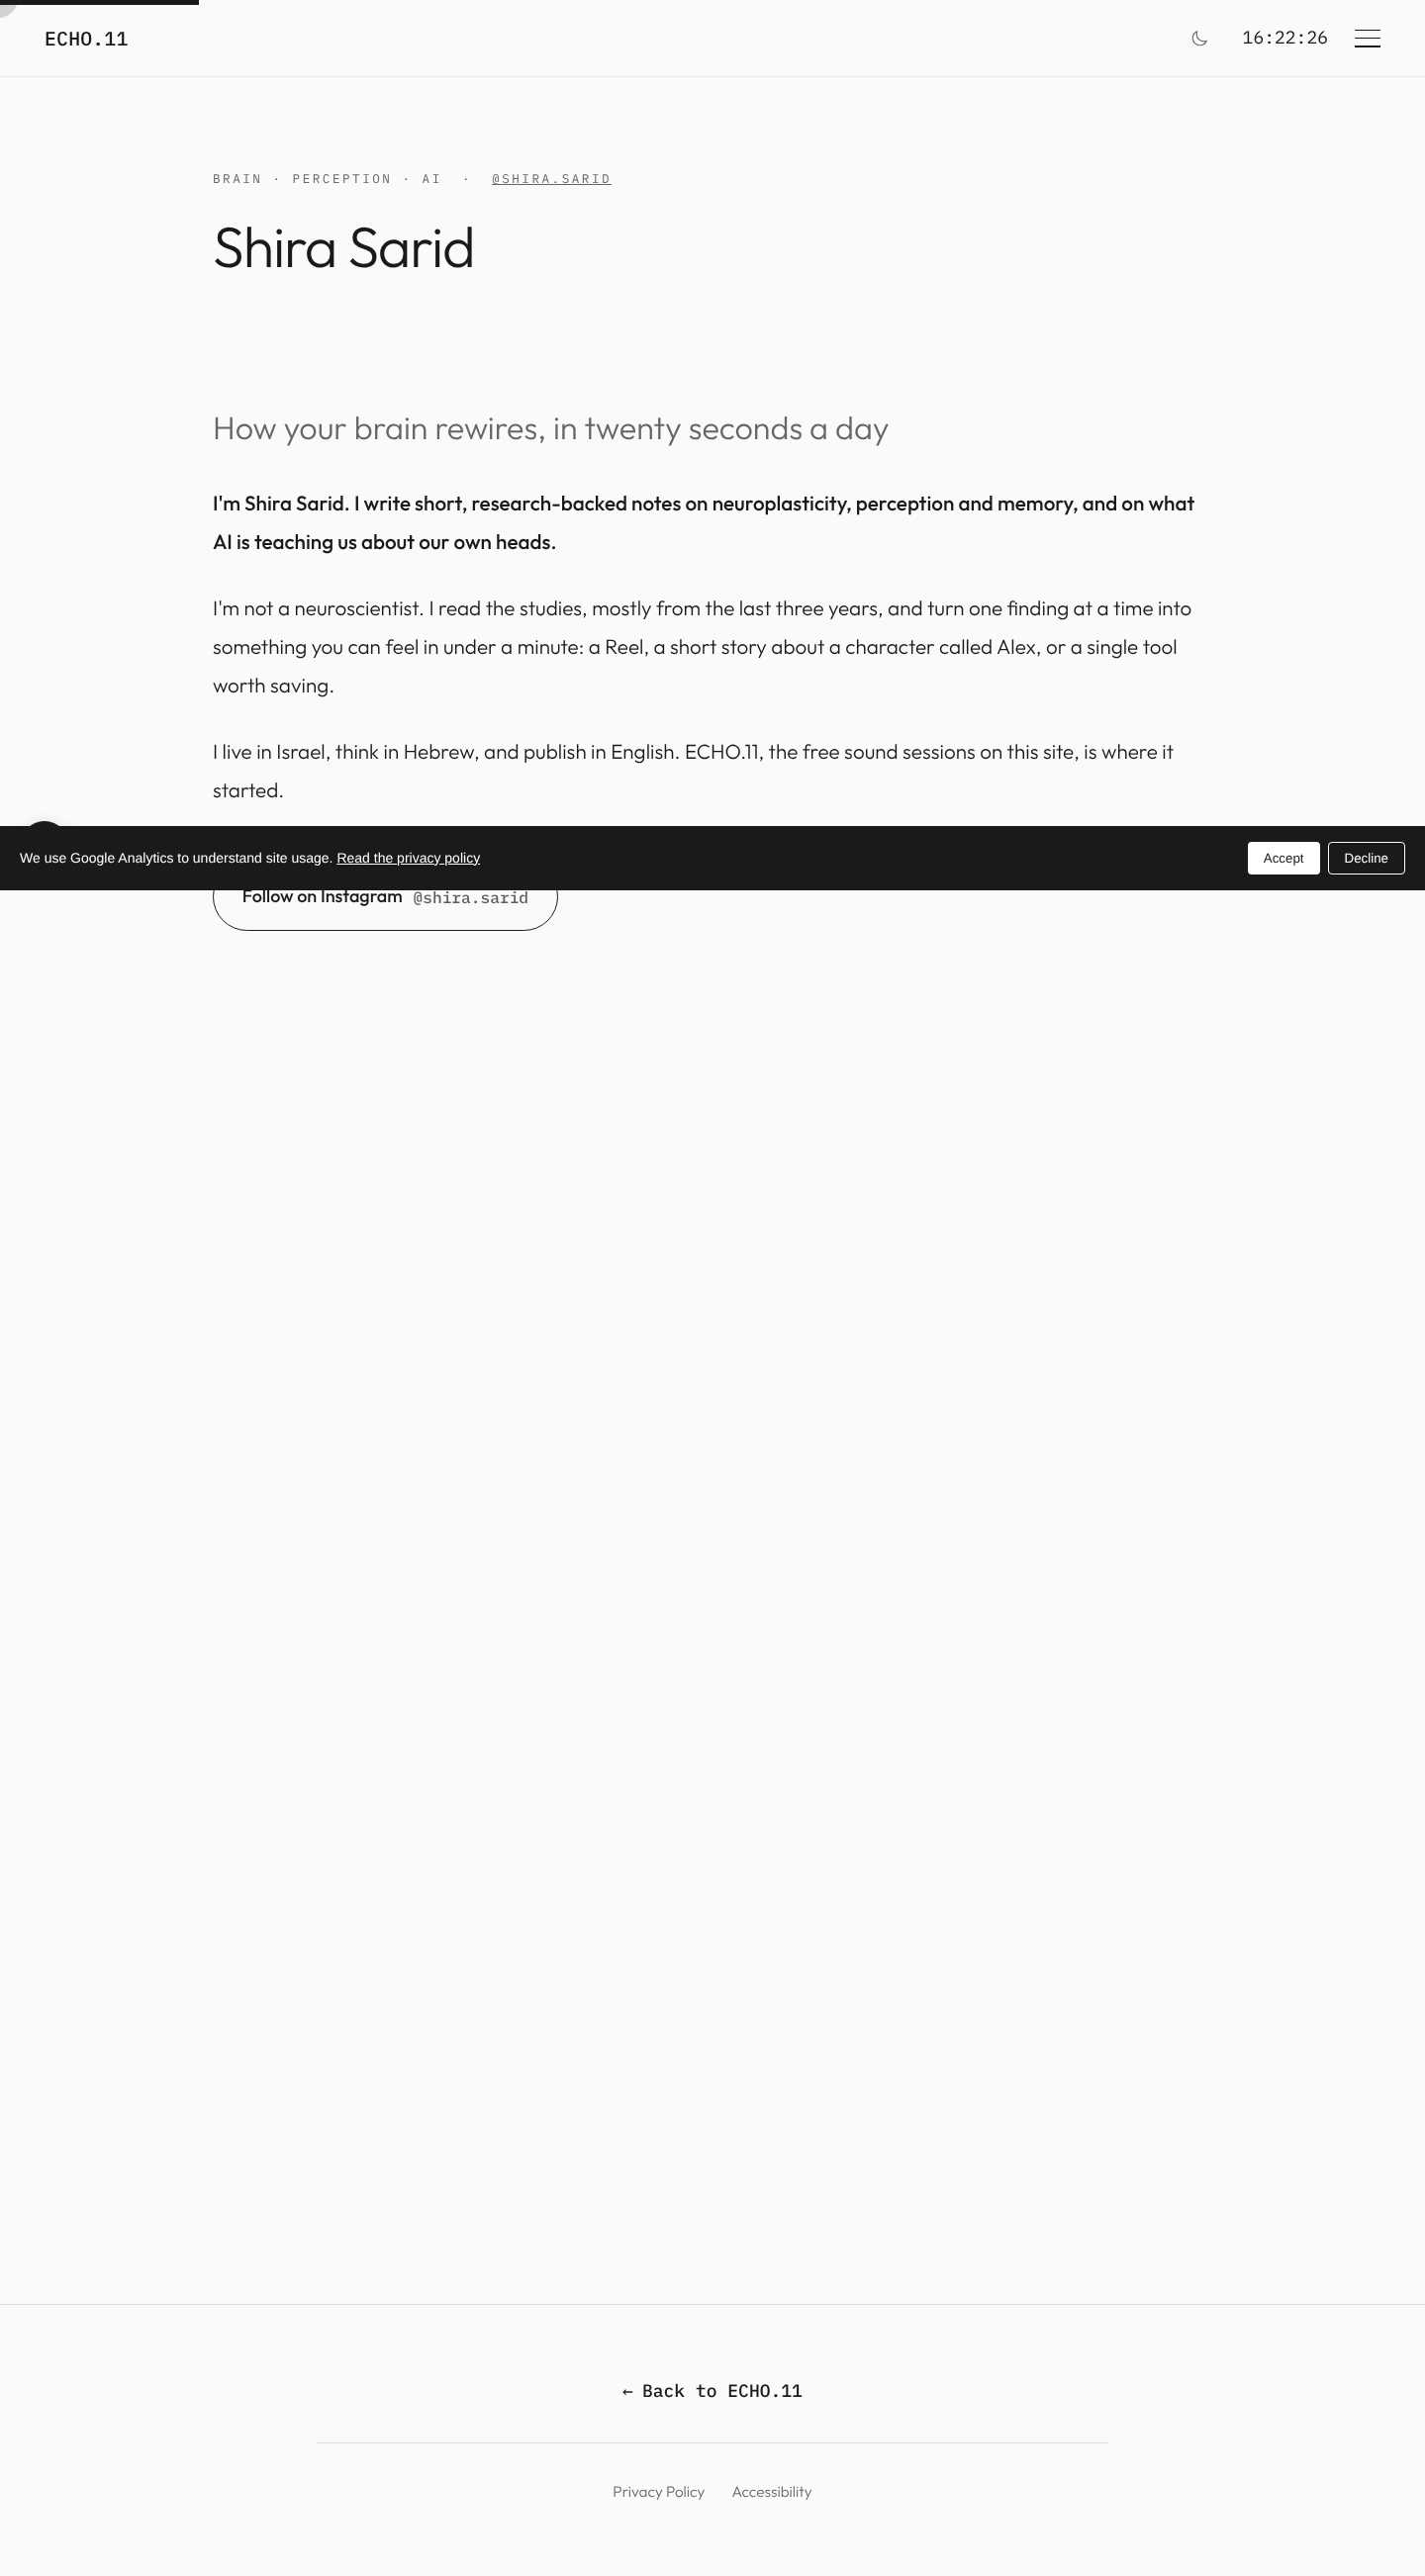 ECHO.11
16:22:26
BRAIN · PERCEPTION · AI · @SHIRA.SARID
Shira Sarid
How your brain rewires, in twenty seconds a day
I'm Shira Sarid. I write short, research-backed notes on neuroplasticity, perception and memory, and on what
AI is teaching us about our own heads.
I'm not a neuroscientist. I read the studies, mostly from the last three years, and turn one finding at a time into
something you can feel in under a minute: a Reel, a short story about a character called Alex, or a single tool
worth saving.
I live in Israel, think in Hebrew, and publish in English. ECHO.11, the free sound sessions on this site, is where it
started.
We use Google Analytics to understand site usage. Read the privacy policy
Accept
Decline
Follow on Instagram @shira.sarid
← Back to ECHO.11
Privacy Policy
Accessibility